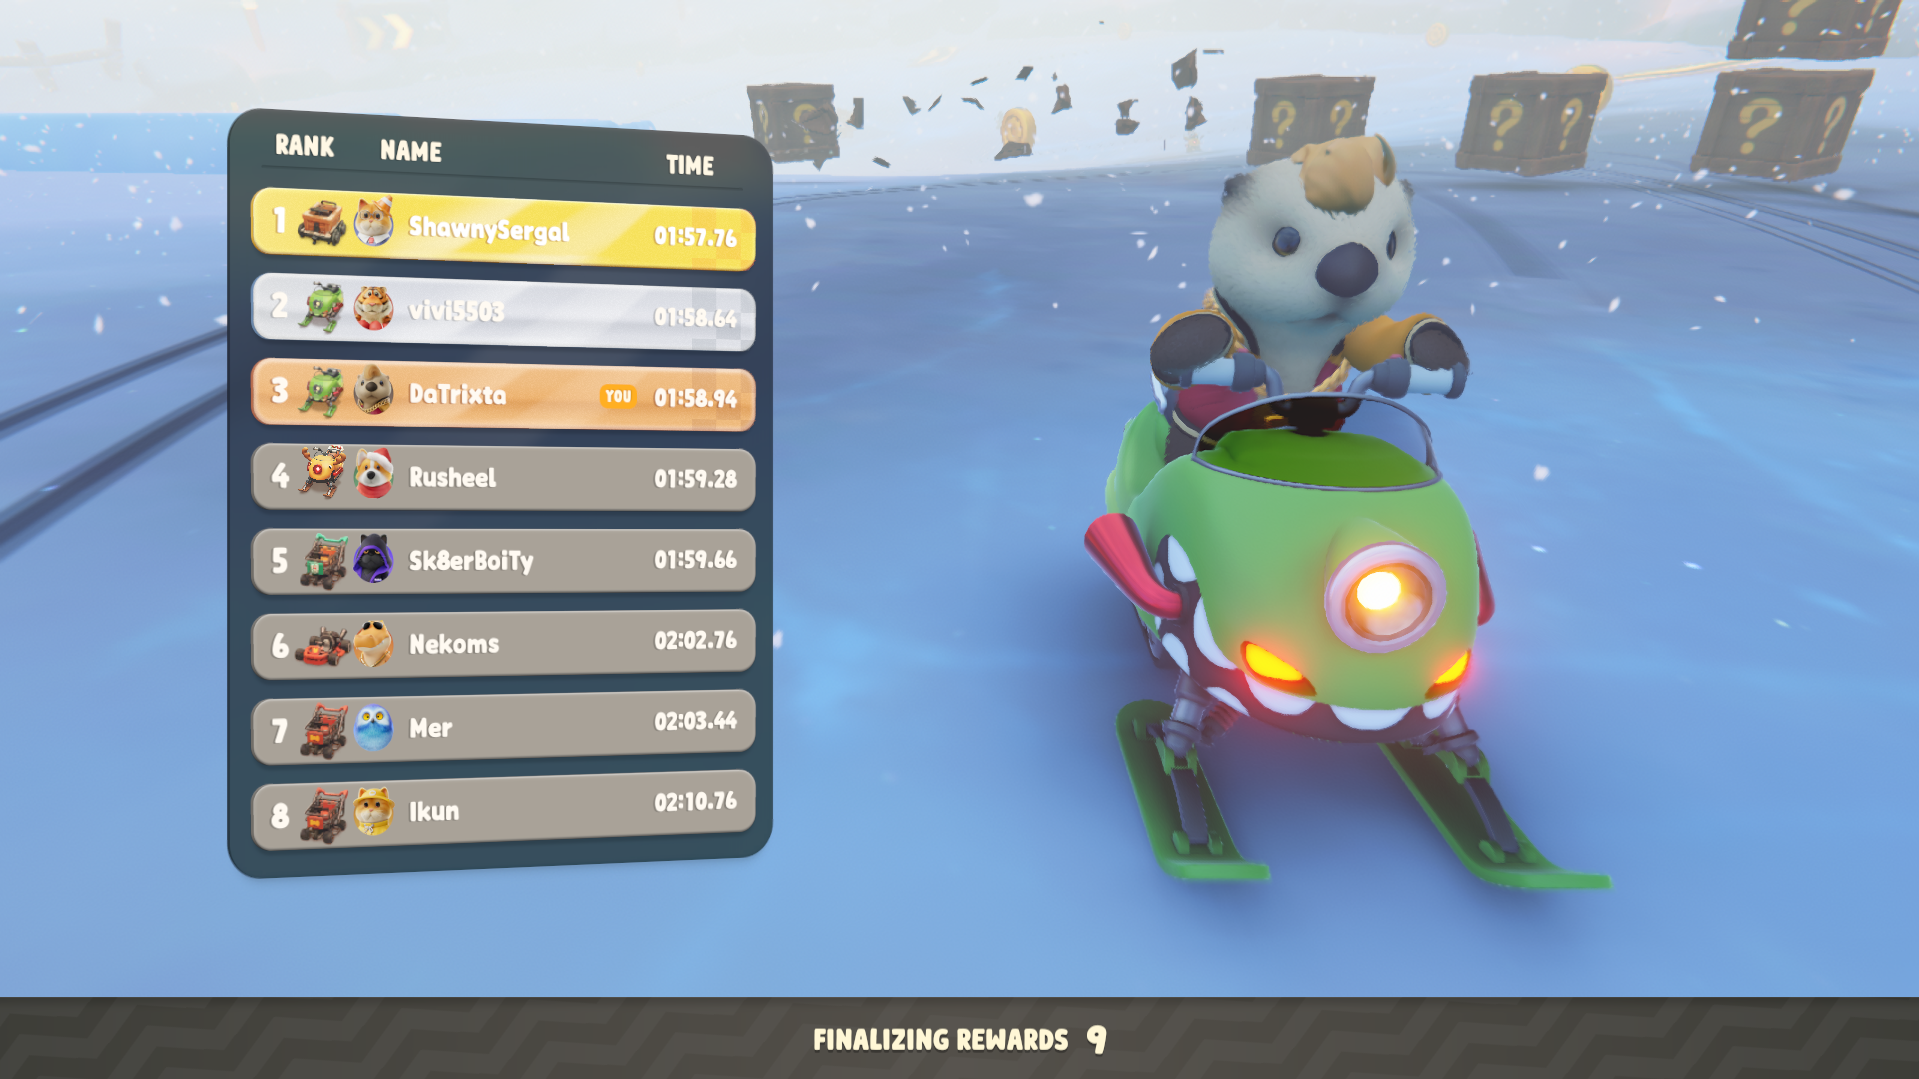 RANK NAME TIME
1 ShawnySergal 01:57.76
2 vivi5503 01:58.64
3 DaTrixta YOU 01:58.94
4 Rusheel 01:59.28
5 Sk8erBoiTy 01:59.66
6 Nekoms 02:02.76
7 Mer 02:03.44
8 Ikun 02:10.76
? ? ? ? ? ? ? ?
FINALIZING REWARDS 9